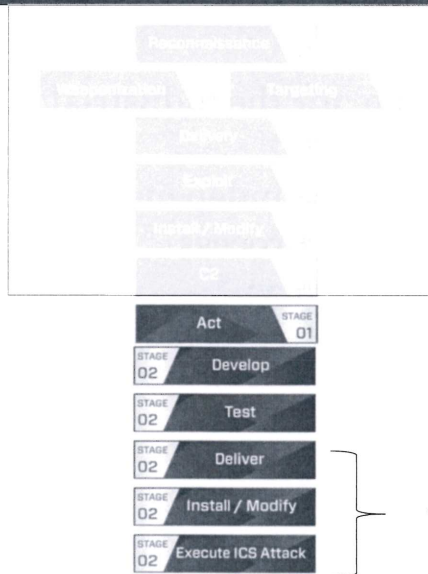 Reconnaissance
Weaponization Targeting
Delivery
Exploit
Install / Modify
C2
Act STAGE 01
STAGE 02 Develop
STAGE 02 Test
STAGE 02 Deliver
STAGE 02 Install / Modify
STAGE 02 Execute ICS Attack